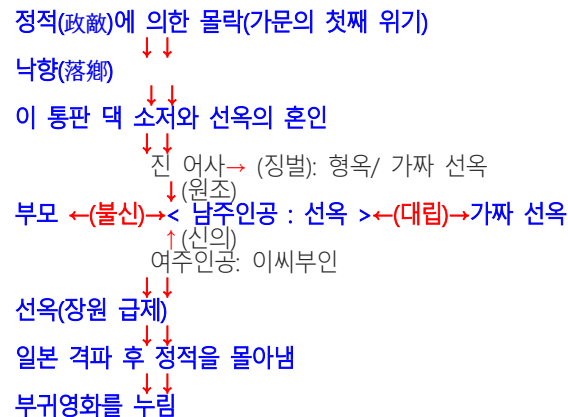 정적(政敵)에 의한 몰락(가문의 첫째 위기)
↓ ↓
낙향(落鄕)
↓ ↓
이 통판 댁 소저와 선옥의 혼인
↓ ↓
진 어사→ (징벌): 형옥/ 가짜 선옥
↓(원조)
부모 ←(불신)→< 남주인공 : 선옥 >←(대립)→가짜 선옥
↑(신의)
여주인공: 이씨부인
↓ ↓
선옥(장원 급제)
↓ ↓
일본 격파 후 정적을 몰아냄
↓ ↓
부귀영화를 누림